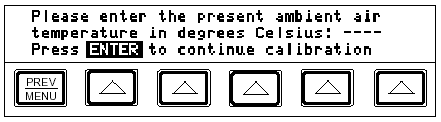 Please enter the present ambient air
temperature in degrees Celsius: ----
Press ENTER to continue calibration
PREV
MENU